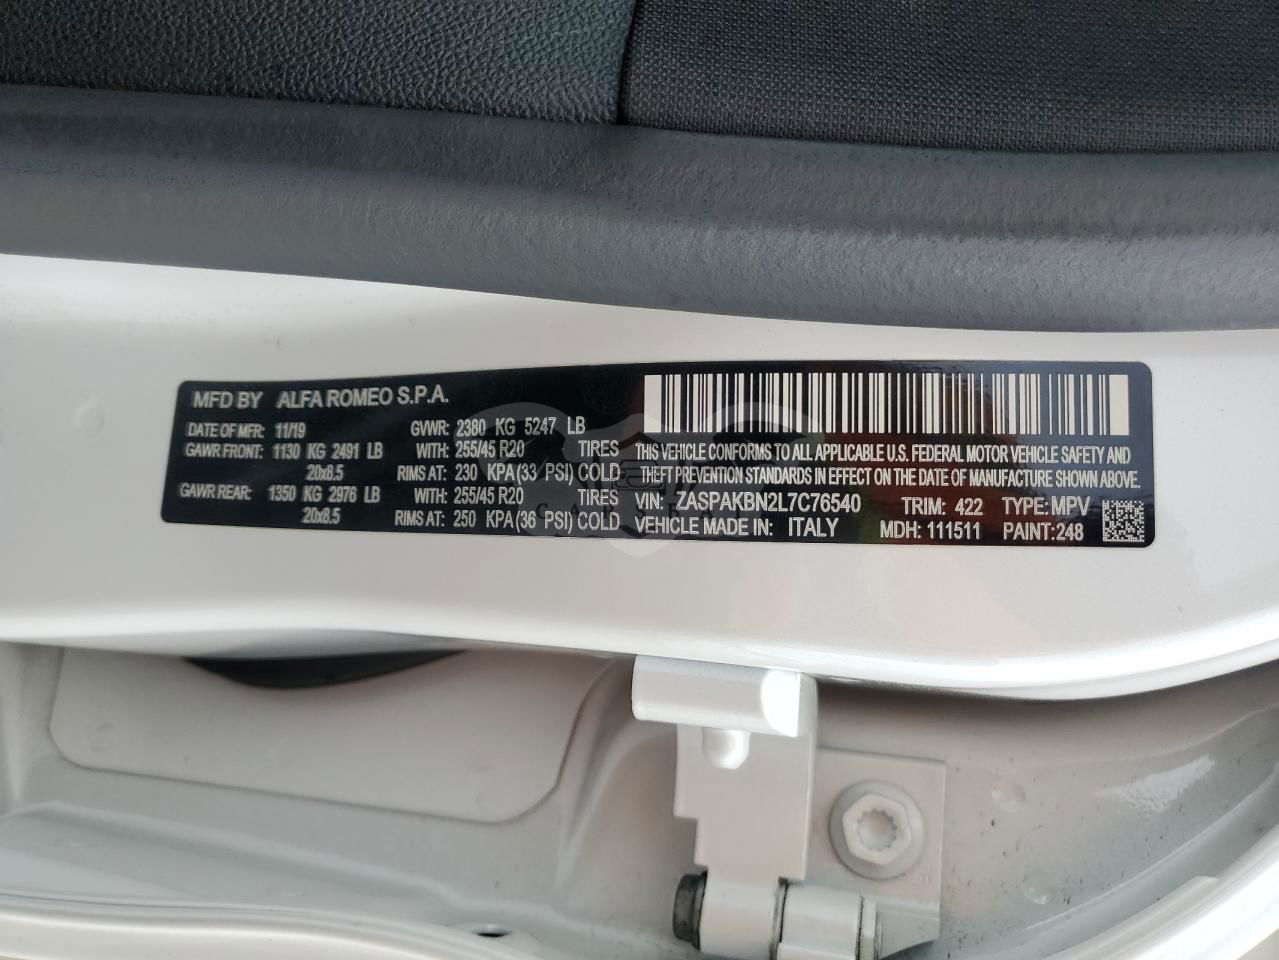 MFD BY ALFA ROMEO S.P.A.
DATE OF MFR: 11/19 GVWR: 2380 KG 5247 LB
GAWR FRONT: 1130 KG 2491 LB WITH: 255/45 R20 TIRES
20x8.5 RIMS AT: 230 KPA(33 PSI) COLD
GAWR REAR: 1350 KG 2976 LB WITH: 255/45 R20 TIRES
20x8.5 RIMS AT: 250 KPA(36 PSI) COLD
THIS VEHICLE CONFORMS TO ALL APPLICABLE U.S. FEDERAL MOTOR VEHICLE SAFETY AND
THEFT PREVENTION STANDARDS IN EFFECT ON THE DATE OF MANUFACTURE SHOWN ABOVE.
VIN: ZASPAKBN2L7C76540 TRIM: 422 TYPE: MPV
VEHICLE MADE IN: ITALY MDH: 111511 PAINT:248